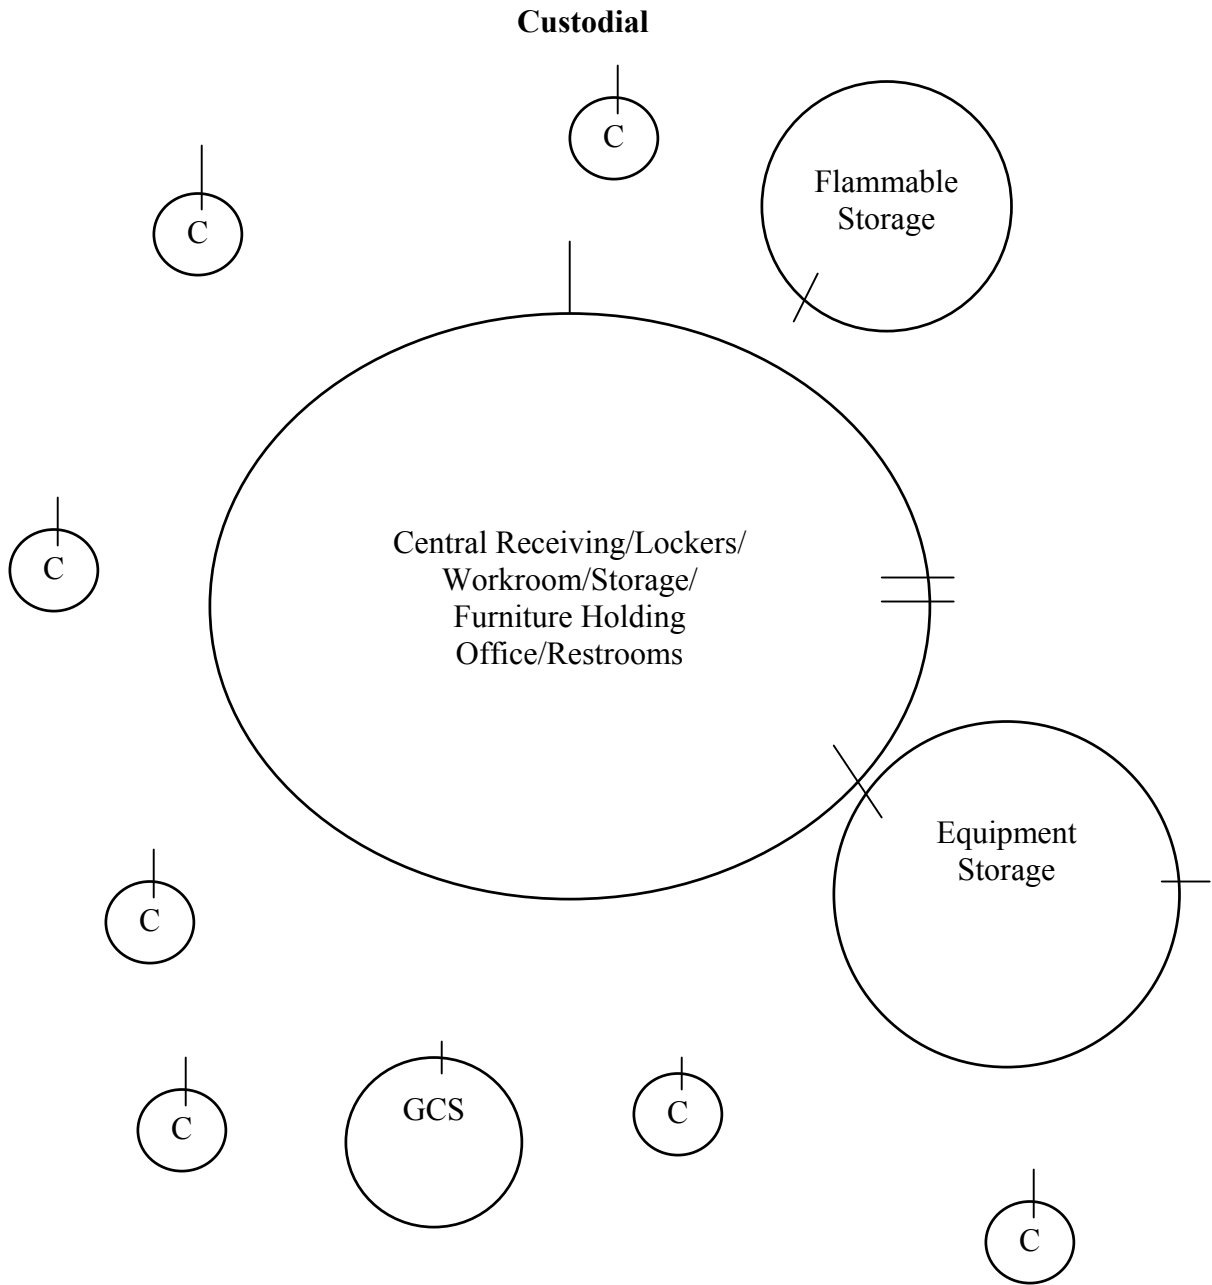 Custodial
C
Flammable
Storage
C
Central Receiving/Lockers/
Workroom/Storage/
Furniture Holding
Office/Restrooms
C
Equipment
Storage
C
GCS
C
C
C